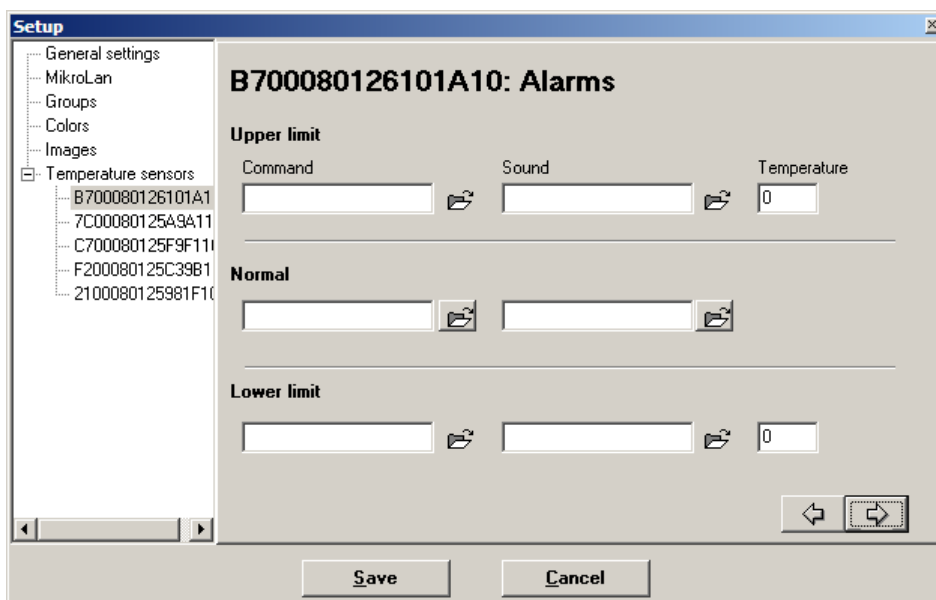 Setup
General settings
MikroLan
Groups
Colors
Images
Temperature sensors
B700080126101A1
7C00080125A9A11
C700080125F9F11
F200080125C39B1
2100080125981F1
B700080126101A10: Alarms
Upper limit
Command Sound Temperature
0
Normal
Lower limit
0
Save Cancel